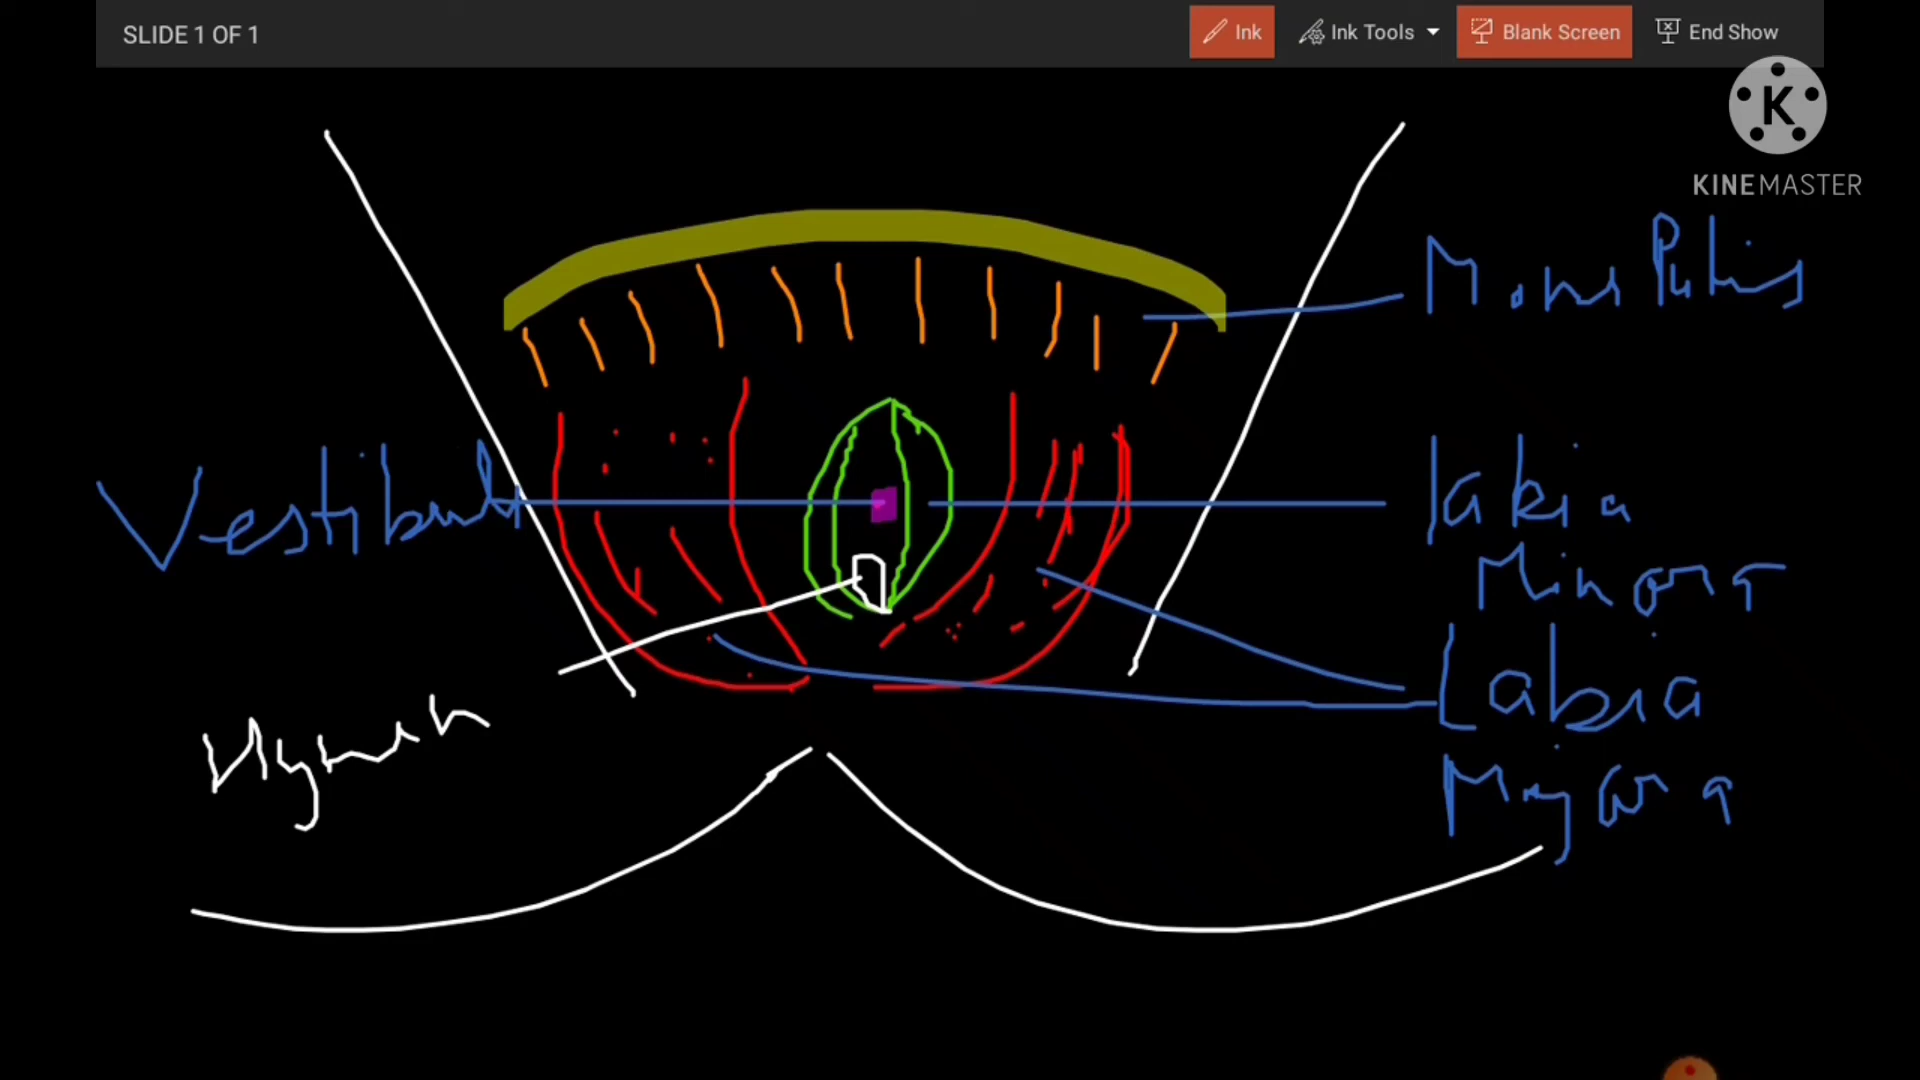 SLIDE 1 OF 1
Ink
Ink Tools
Blank Screen
End Show
K
KINEMASTER
Mons Pubis
Vestibul
labia
Minora
Labia
Majora
Hymen